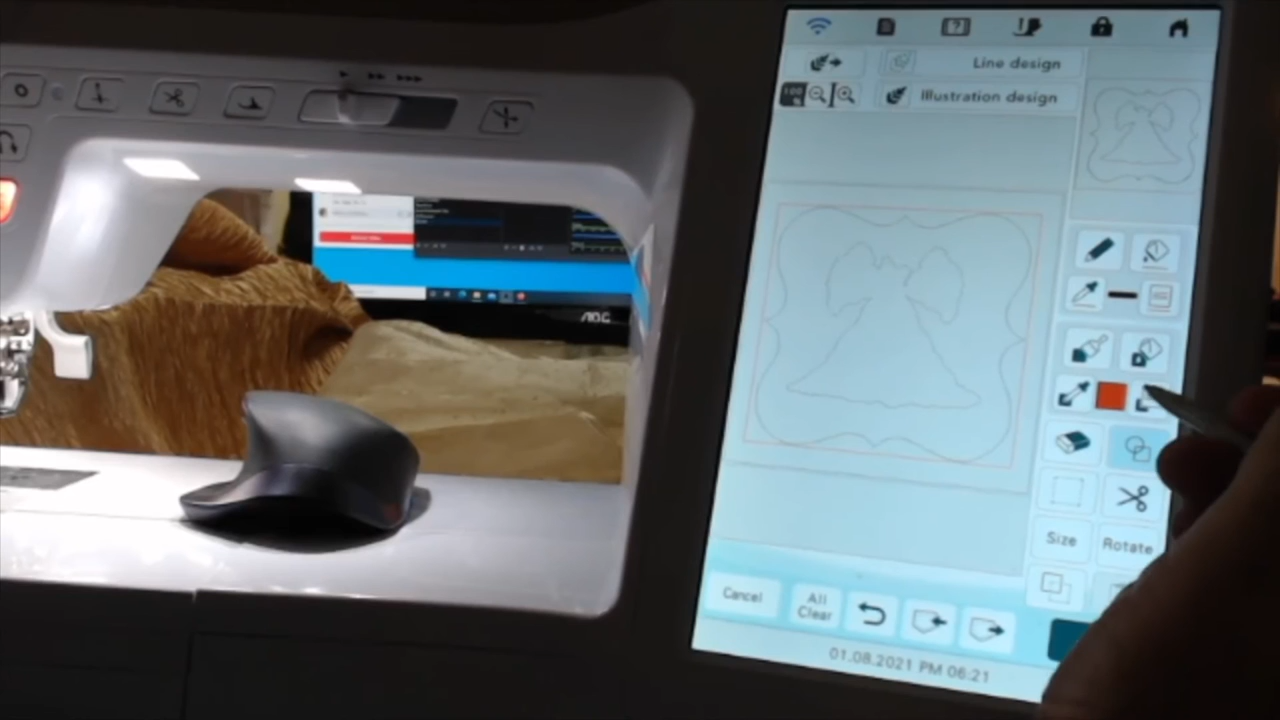 Line design
Illustration design
AOC
Size
Rotate
Cancel
All
Clear
01.08.2021 PM 06:21